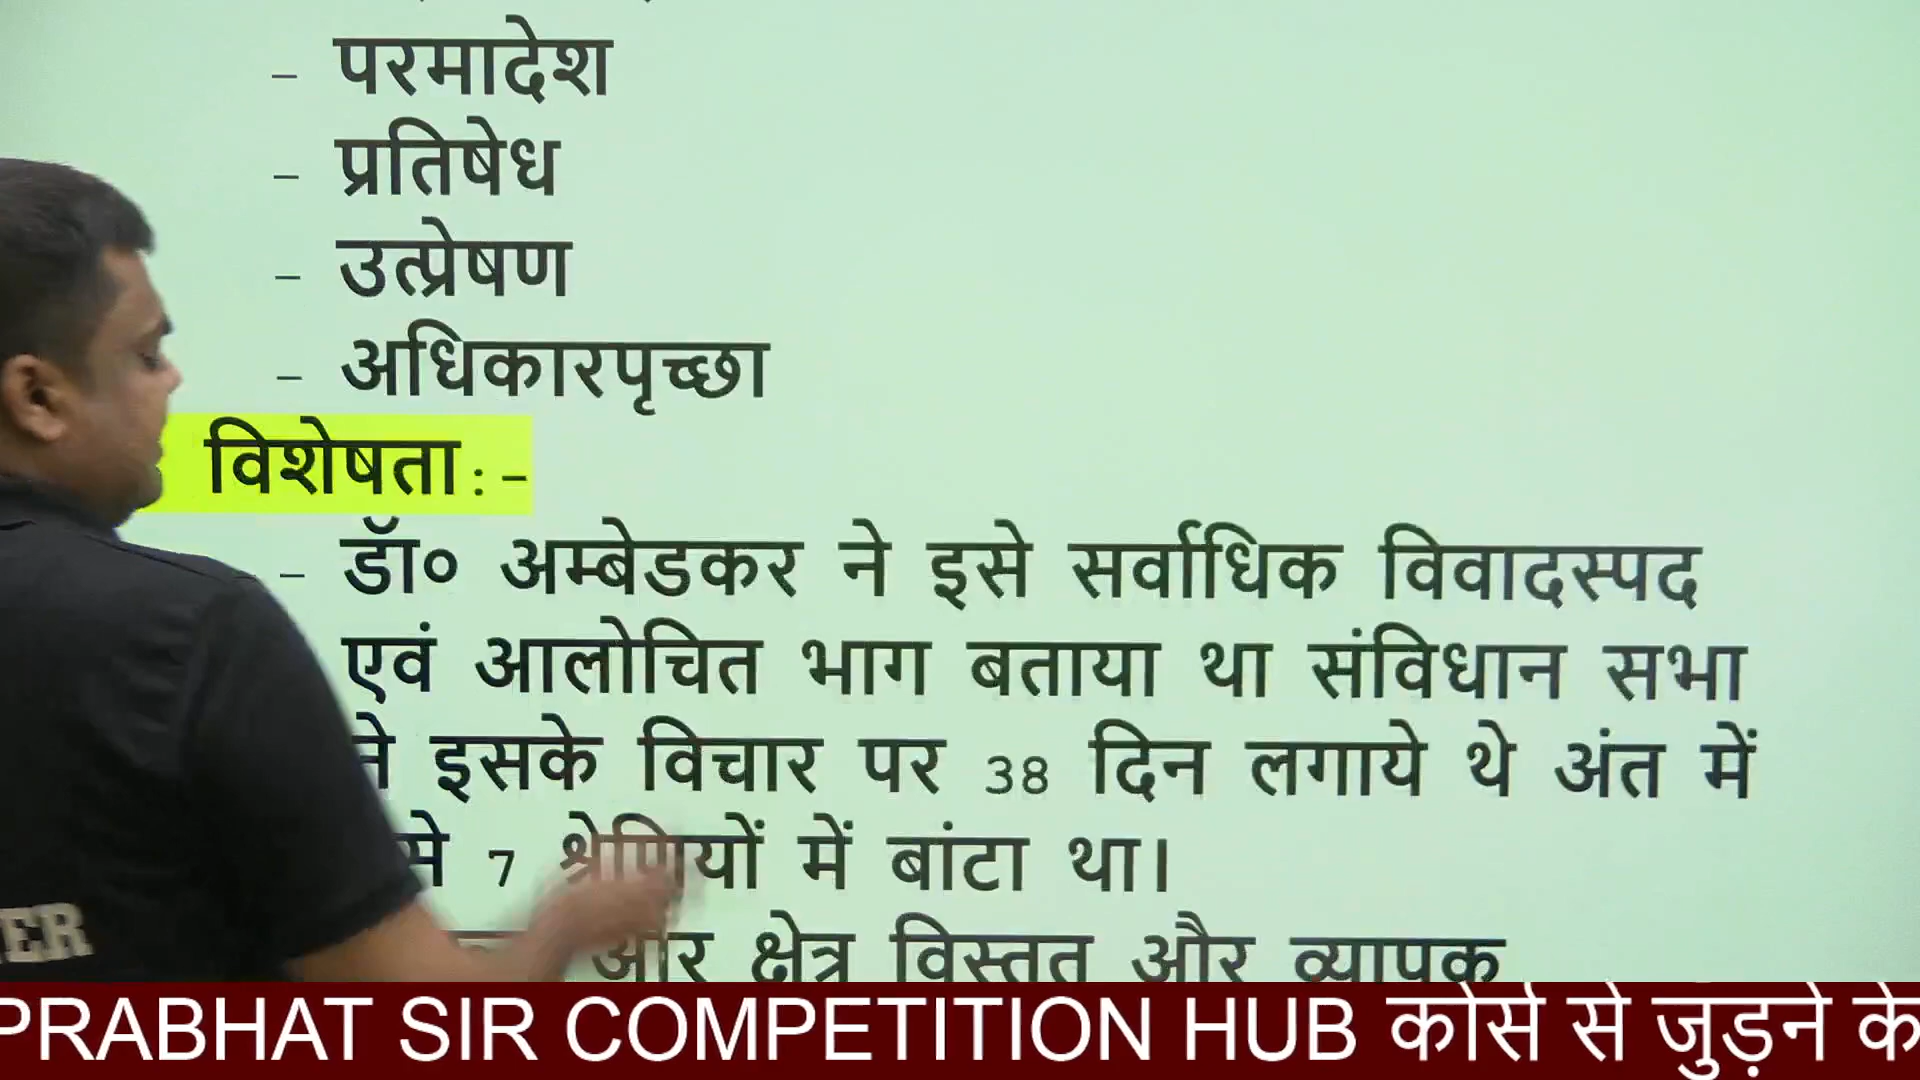 – परमादेश
– प्रतिषेध
– उत्प्रेषण
– अधिकारपृच्छा
विशेषता:-
– डॉ० अम्बेडकर ने इसे सर्वाधिक विवादस्पद
एवं आलोचित भाग बताया था संविधान सभा
ने इसके विचार पर 38 दिन लगाये थे अंत में
7 श्रेणियों में बांटा था।
और क्षेत्र विस्तृत और व्यापक
ER
PRABHAT SIR COMPETITION HUB कोर्स से जुड़ने के